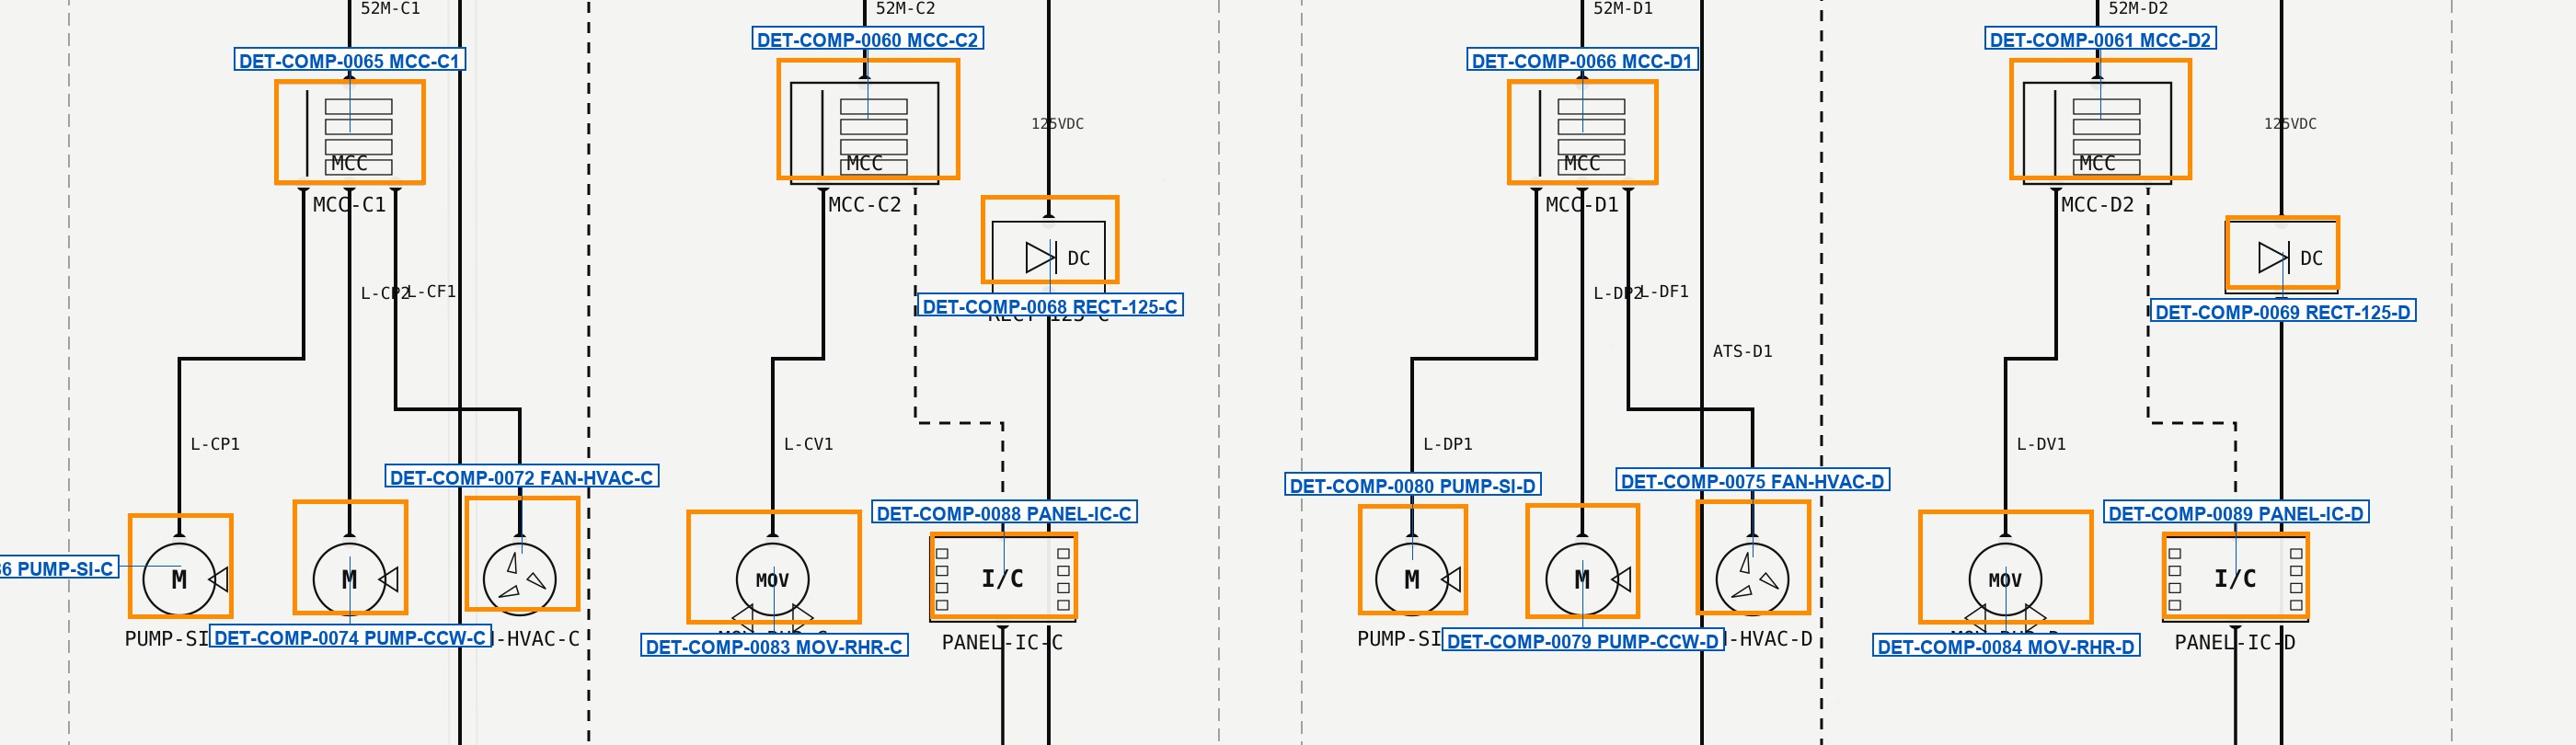 52M-C1
52M-C2
52M-D1
52M-D2
DET-COMP-0065 MCC-C1
DET-COMP-0060 MCC-C2
DET-COMP-0066 MCC-D1
DET-COMP-0061 MCC-D2
125VDC
125VDC
MCC
MCC
MCC
MCC
MCC-C1
MCC-C2
MCC-D1
MCC-D2
DC
DC
L-CP2
L-CF1
DET-COMP-0068 RECT-125-C
L-DP2
L-DF1
DET-COMP-0069 RECT-125-D
ATS-D1
L-CP1
L-CV1
L-DP1
L-DV1
DET-COMP-0072 FAN-HVAC-C
DET-COMP-0080 PUMP-SI-D
DET-COMP-0075 FAN-HVAC-D
DET-COMP-0088 PANEL-IC-C
DET-COMP-0089 PANEL-IC-D
6 PUMP-SI-C
M
M
MOV
I/C
M
M
MOV
I/C
PUMP-SI
DET-COMP-0074 PUMP-CCW-C
-HVAC-C
DET-COMP-0083 MOV-RHR-C
PANEL-IC-C
PUMP-SI
DET-COMP-0079 PUMP-CCW-D
-HVAC-D
DET-COMP-0084 MOV-RHR-D
PANEL-IC-D